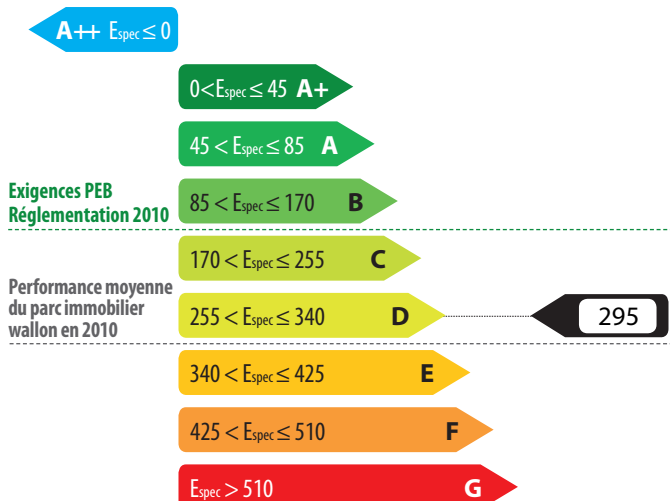 A++ Espec ≤ 0
0 < Espec ≤ 45 A+
45 < Espec ≤ 85 A
Exigences PEB
Réglementation 2010
85 < Espec ≤ 170 B
170 < Espec ≤ 255 C
Performance moyenne
du parc immobilier
wallon en 2010
255 < Espec ≤ 340 D
295
340 < Espec ≤ 425 E
425 < Espec ≤ 510 F
Espec > 510 G